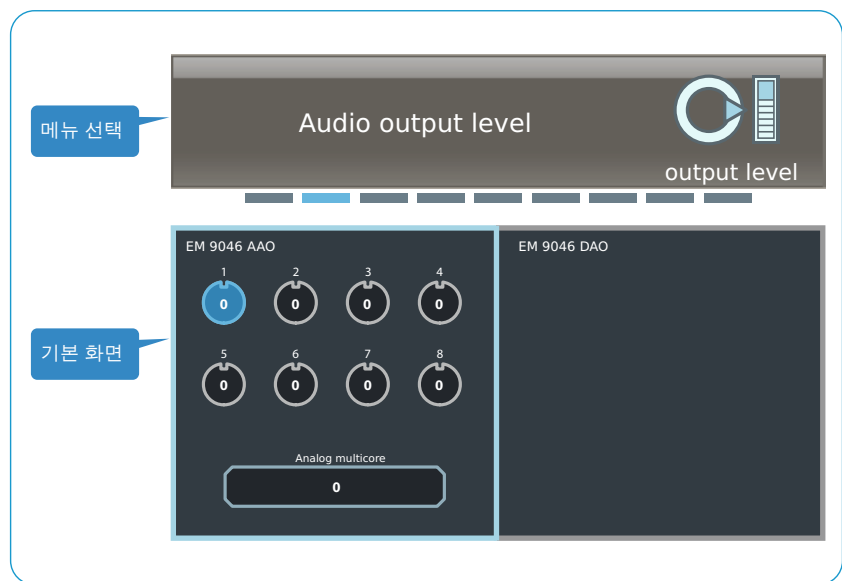 메뉴 선택
Audio output level
output level
기본 화면
EM 9046 AAO
1 2 3 4
0 0 0 0
5 6 7 8
0 0 0 0
Analog multicore
0
EM 9046 DAO